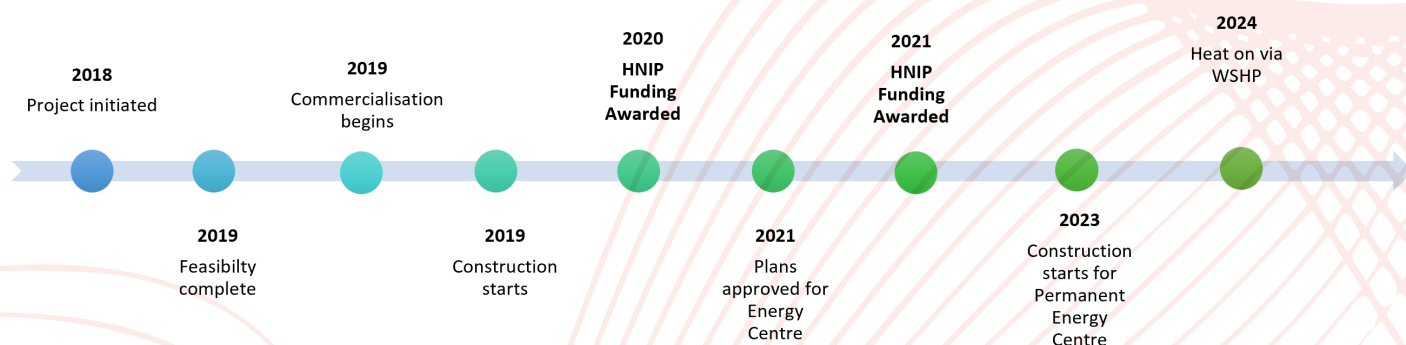 2018
Project initiated
2019
Feasibilty
complete
2019
Commercialisation
begins
2019
Construction
starts
2020
HNIP
Funding
Awarded
2021
Plans
approved for
Energy
Centre
2021
HNIP
Funding
Awarded
2023
Construction
starts for
Permanent
Energy
Centre
2024
Heat on via
WSHP